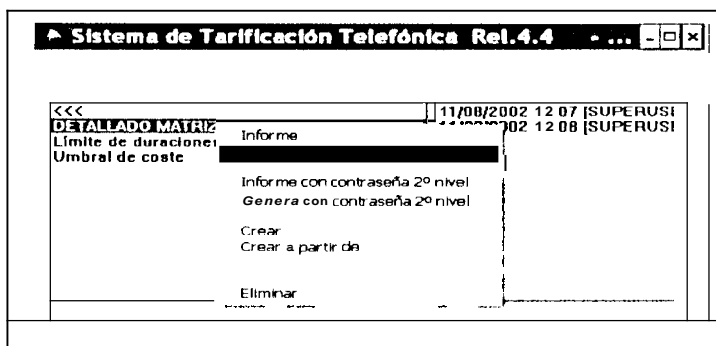 Sistema de Tarificación Telefónica Rel.4.4 - ...
<<<
11/08/2002 12 07 [SUPERUSI
DETALLADO MATRIZ
02 12 08 [SUPERUSI
Límite de duraciones
Umbral de coste
Informe
Informe con contraseña 2º nivel
Genera con contraseña 2º nivel
Crear
Crear a partir de
Eliminar